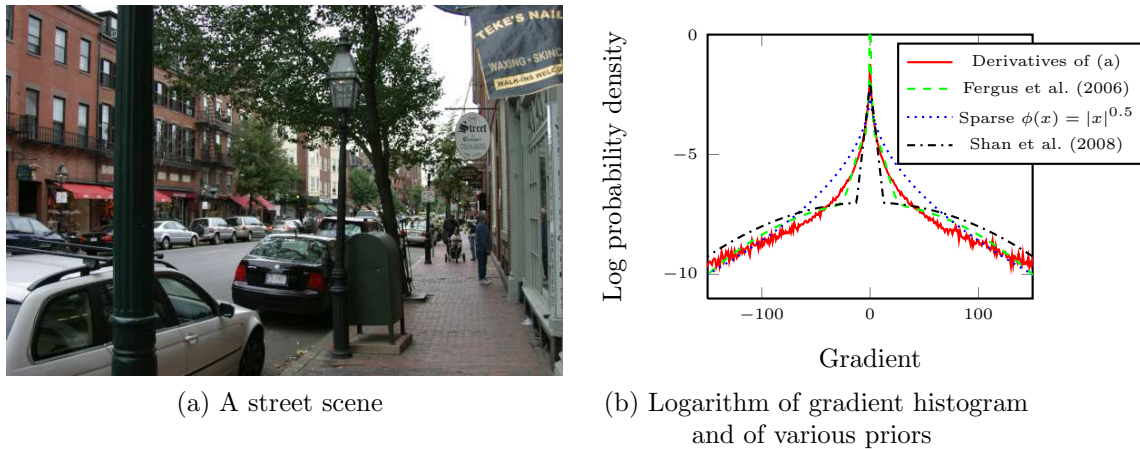 TEKE'S NAIL
WAXING - SKINC
WALK-INS WELCO
Street
(a) A street scene
Log probability density
0
−5
−10
−100
0
100
Gradient
Derivatives of (a)
Fergus et al. (2006)
Sparse ϕ(x) = |x|^0.5
Shan et al. (2008)
(b) Logarithm of gradient histogram
and of various priors